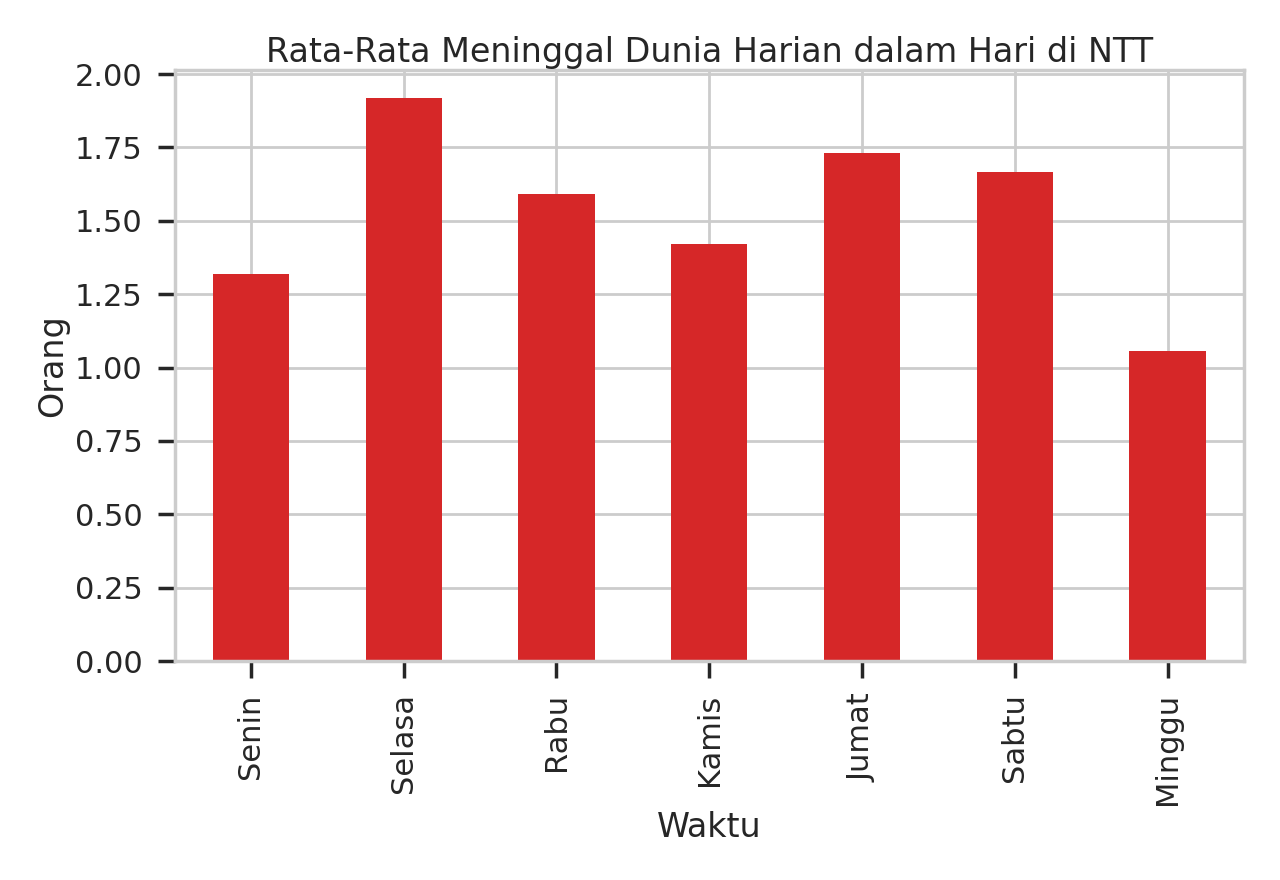 Rata-Rata Meninggal Dunia Harian dalam Hari di NTT
2.00
1.75
1.50
1.25
1.00
0.75
0.50
0.25
0.00
Orang
Senin
Selasa
Rabu
Kamis
Jumat
Sabtu
Minggu
Waktu